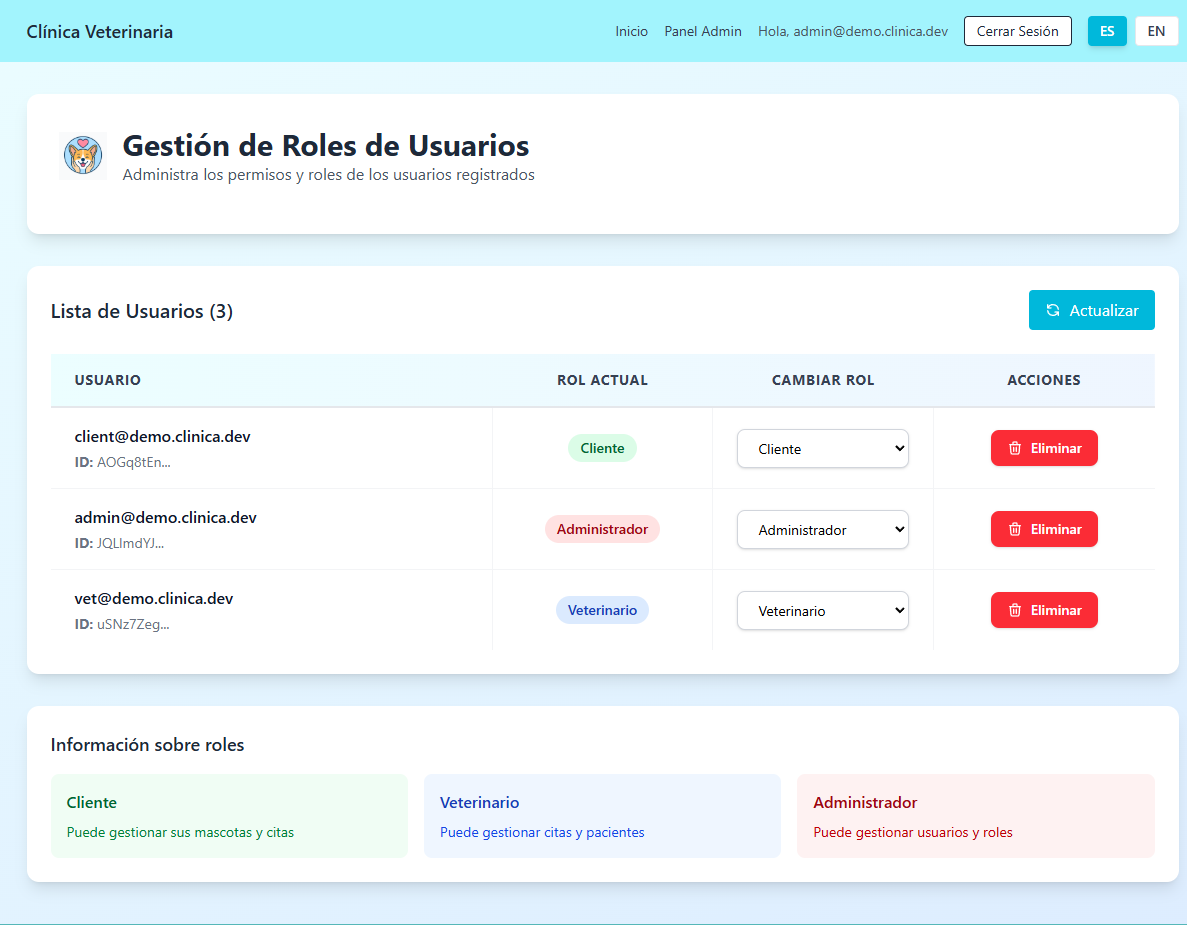 Clínica Veterinaria
Inicio Panel Admin Hola, admin@demo.clinica.dev Cerrar Sesión ES EN
Gestión de Roles de Usuarios
Administra los permisos y roles de los usuarios registrados
Lista de Usuarios (3)
Actualizar
USUARIO ROL ACTUAL CAMBIAR ROL ACCIONES
client@demo.clinica.dev
ID: AOGq8tEn...
Cliente Cliente Eliminar
admin@demo.clinica.dev
ID: JQLlmdYJ...
Administrador Administrador Eliminar
vet@demo.clinica.dev
ID: uSNz7Zeg...
Veterinario Veterinario Eliminar
Información sobre roles
Cliente
Puede gestionar sus mascotas y citas
Veterinario
Puede gestionar citas y pacientes
Administrador
Puede gestionar usuarios y roles